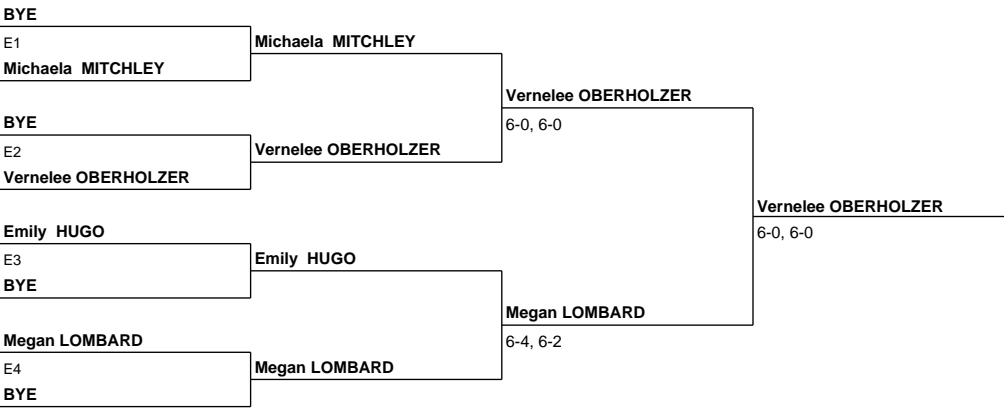 BYE
E1
Michaela MITCHLEY
Michaela MITCHLEY
BYE
E2
Vernelee OBERHOLZER
Vernelee OBERHOLZER
Vernelee OBERHOLZER
6-0, 6-0
Emily HUGO
E3
BYE
Emily HUGO
Megan LOMBARD
E4
BYE
Megan LOMBARD
Megan LOMBARD
6-4, 6-2
Vernelee OBERHOLZER
6-0, 6-0